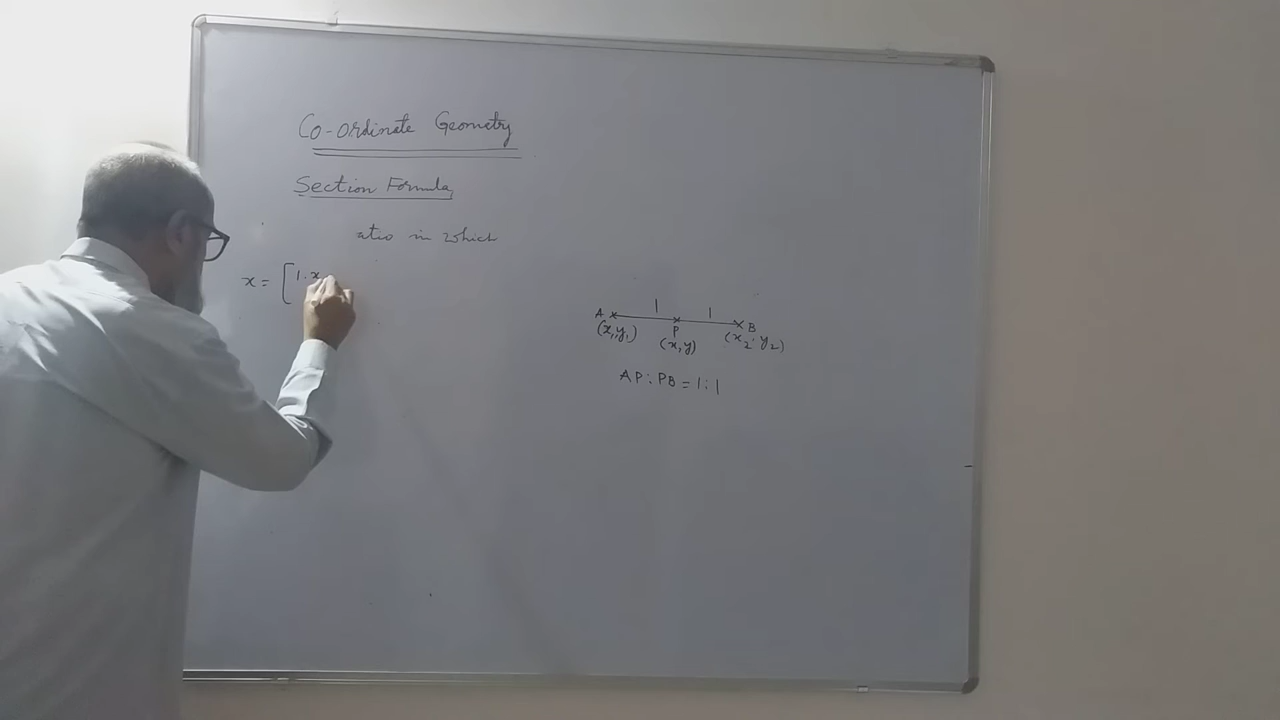 Co-ordinate Geometry
Section Formula
atio in which
x = [1.x
1 1
A P B
(x₁,y₁) (x,y) (x₂, y₂)
AP : PB = 1 : 1